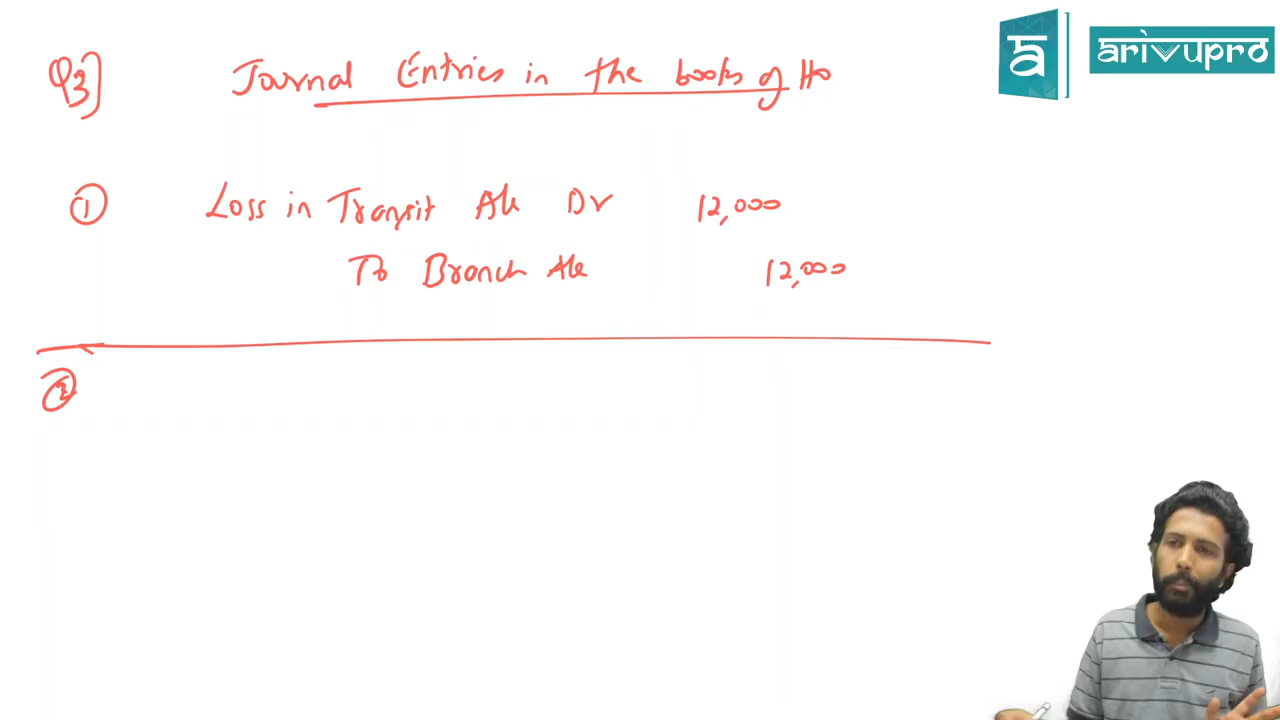 Q3]
Journal Entries in the books of HO
arivupro
① Loss in Transit A/c Dr 12,000
To Branch A/c 12,000
②